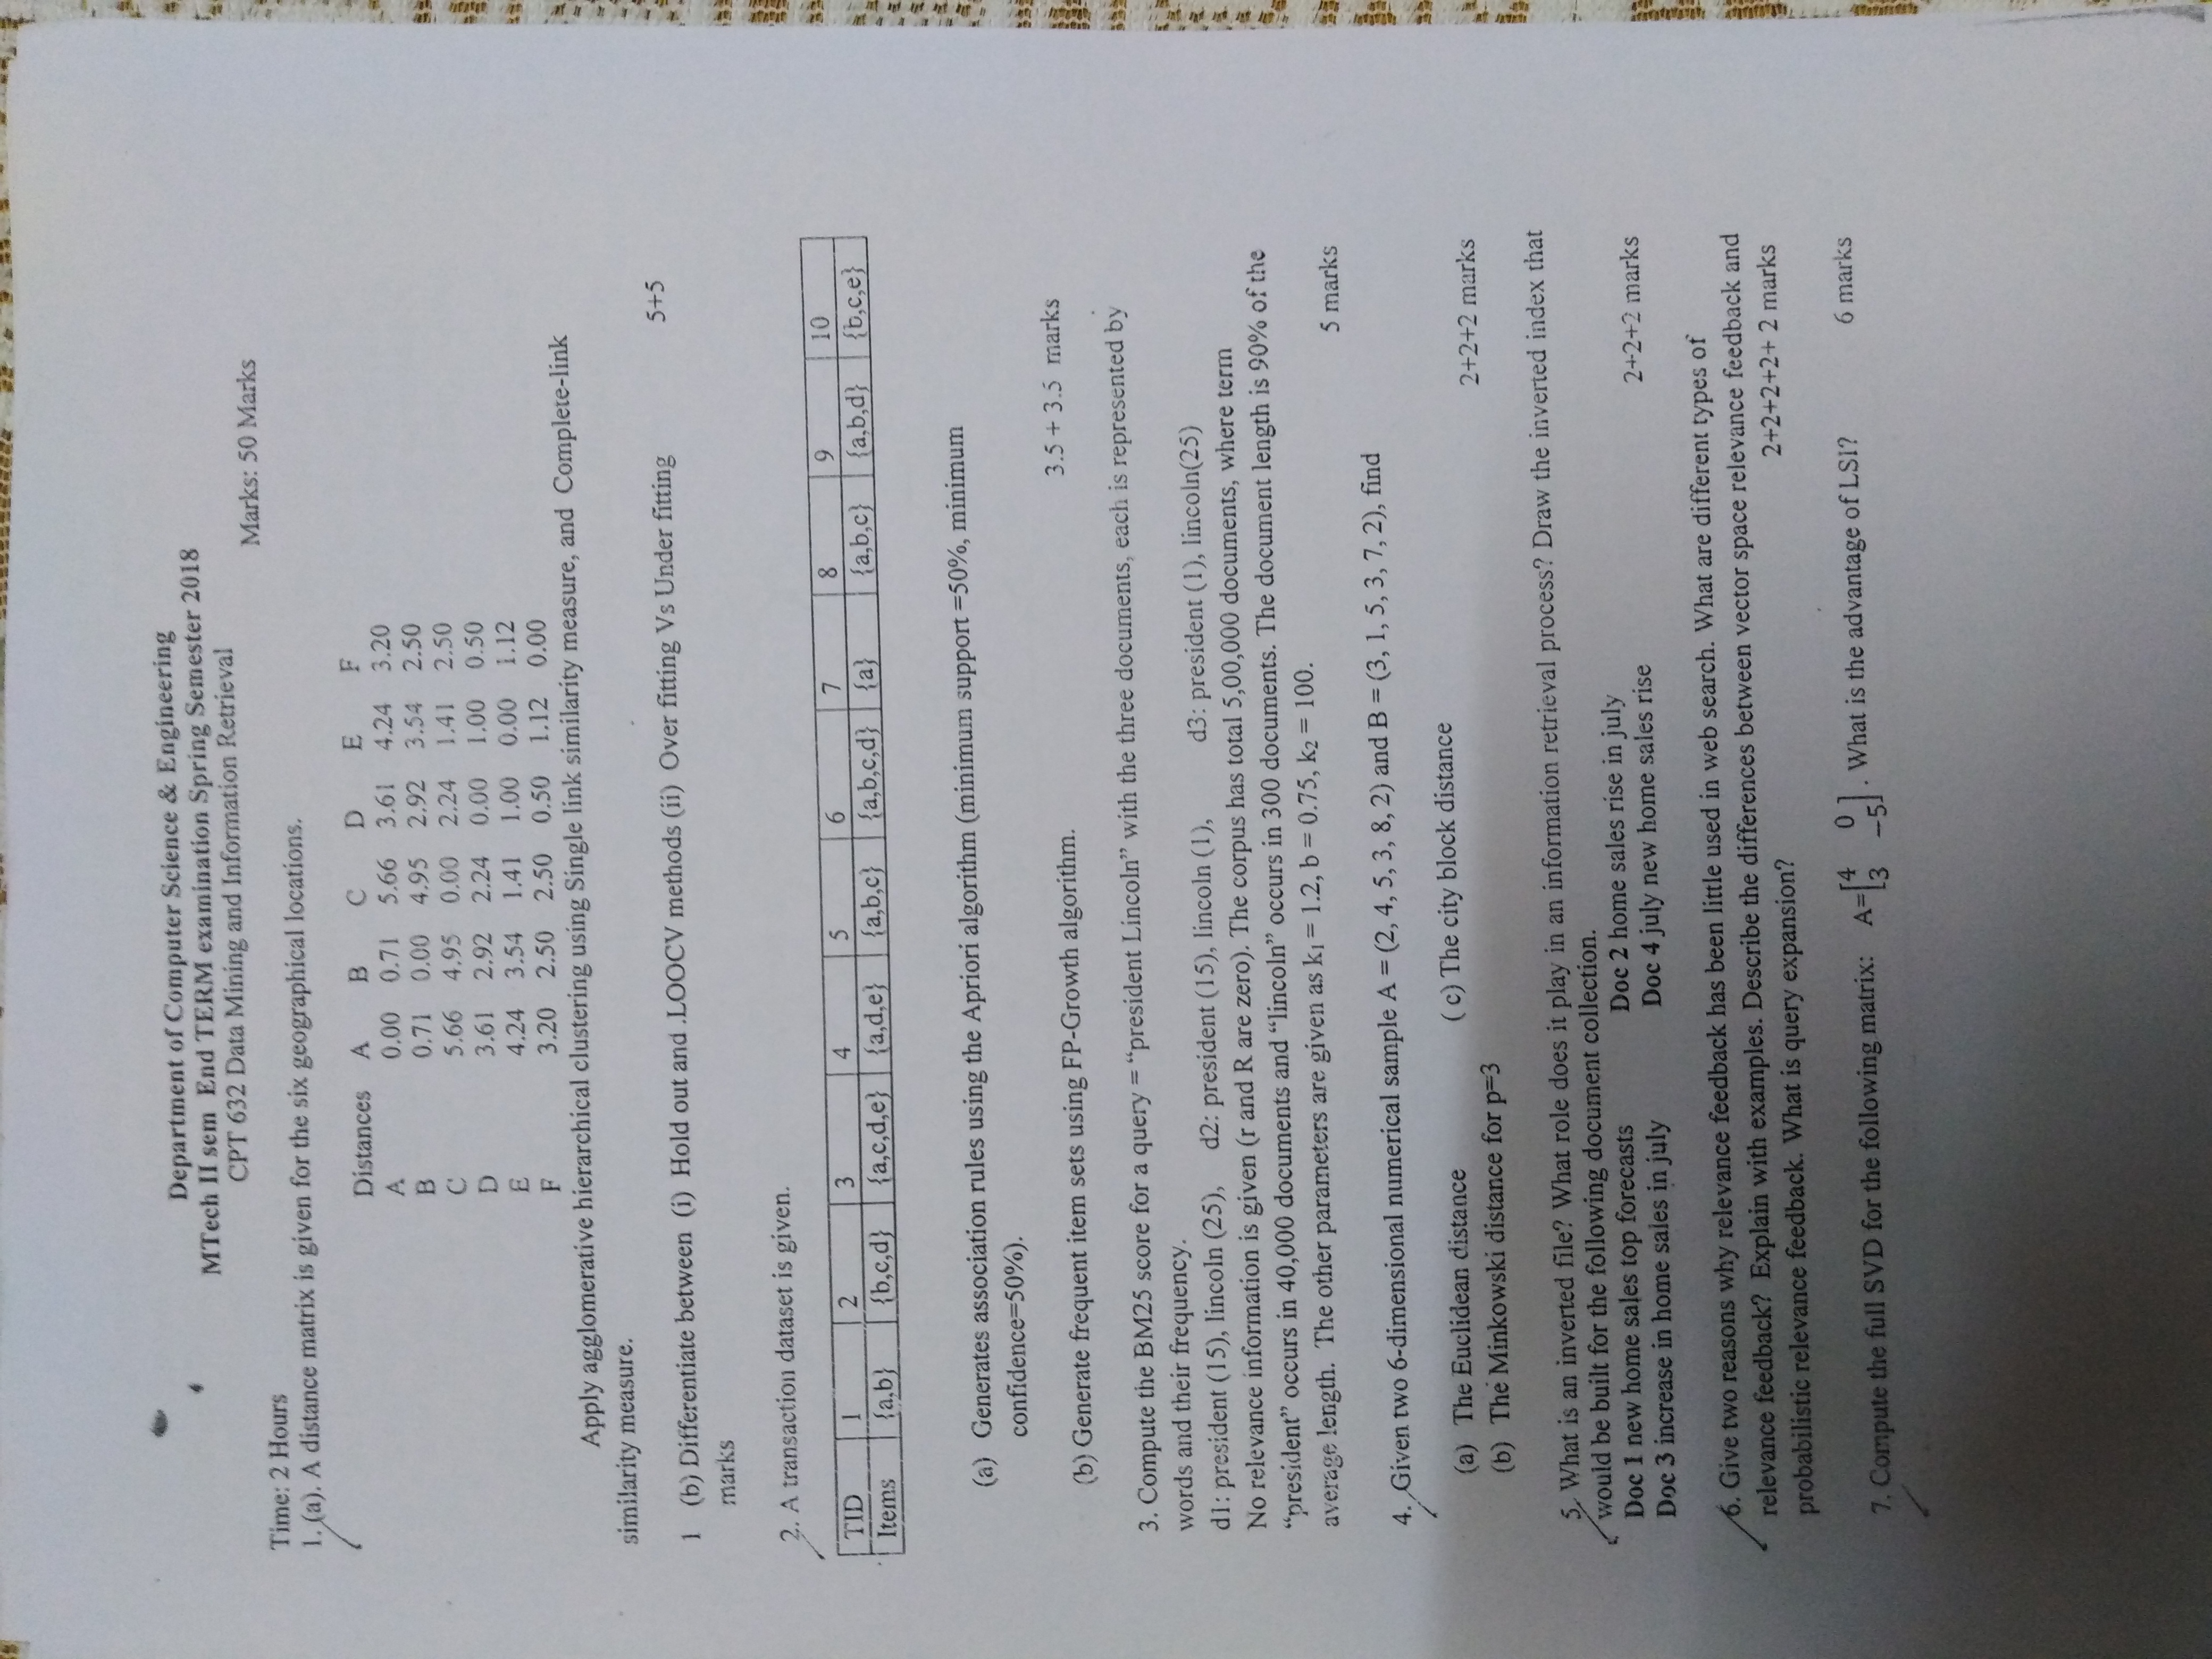 Department of Computer Science & Engineering
MTech II sem End TERM examination Spring Semester 2018
CPT 632 Data Mining and Information Retrieval
Time: 2 Hours Marks: 50 Marks
1. (a). A distance matrix is given for the six geographical locations.
Distances A B C D E F
A 0.00 0.71 5.66 3.61 4.24 3.20
B 0.71 0.00 4.95 2.92 3.54 2.50
C 5.66 4.95 0.00 2.24 1.41 2.50
D 3.61 2.92 2.24 0.00 1.00 0.50
E 4.24 3.54 1.41 1.00 0.00 1.12
F 3.20 2.50 2.50 0.50 1.12 0.00
Apply agglomerative hierarchical clustering using Single link similarity measure, and Complete-link
similarity measure.
1 (b) Differentiate between (i) Hold out and .LOOCV methods (ii) Over fitting Vs Under fitting 5+5
marks
2. A transaction dataset is given.
TID 1 2 3 4 5 6 7 8 9 10
Items {a,b} {b,c,d} {a,c,d,e} {a,d,e} {a,b,c} {a,b,c,d} {a} {a,b,c} {a,b,d} {b,c,e}
(a) Generates association rules using the Apriori algorithm (minimum support =50%, minimum
confidence=50%).
3.5 + 3.5 marks
(b) Generate frequent item sets using FP-Growth algorithm.
3. Compute the BM25 score for a query = “president Lincoln” with the three documents, each is represented by
words and their frequency.
d1: president (15), lincoln (25), d2: president (15), lincoln (1), d3: president (1), lincoln(25)
No relevance information is given (r and R are zero). The corpus has total 5,00,000 documents, where term
“president” occurs in 40,000 documents and “lincoln” occurs in 300 documents. The document length is 90% of the
average length. The other parameters are given as k1 = 1.2, b = 0.75, k2 = 100. 5 marks
4. Given two 6-dimensional numerical sample A = (2, 4, 5, 3, 8, 2) and B = (3, 1, 5, 3, 7, 2), find
(a) The Euclidean distance ( c) The city block distance 2+2+2 marks
(b) The Minkowski distance for p=3
5. What is an inverted file? What role does it play in an information retrieval process? Draw the inverted index that
would be built for the following document collection.
Doc 1 new home sales top forecasts Doc 2 home sales rise in july 2+2+2 marks
Doc 3 increase in home sales in july Doc 4 july new home sales rise
6. Give two reasons why relevance feedback has been little used in web search. What are different types of
relevance feedback? Explain with examples. Describe the differences between vector space relevance feedback and
probabilistic relevance feedback. What is query expansion? 2+2+2+2+ 2 marks
7. Compute the full SVD for the following matrix: A=[4 0
3 −5]. What is the advantage of LSI? 6 marks